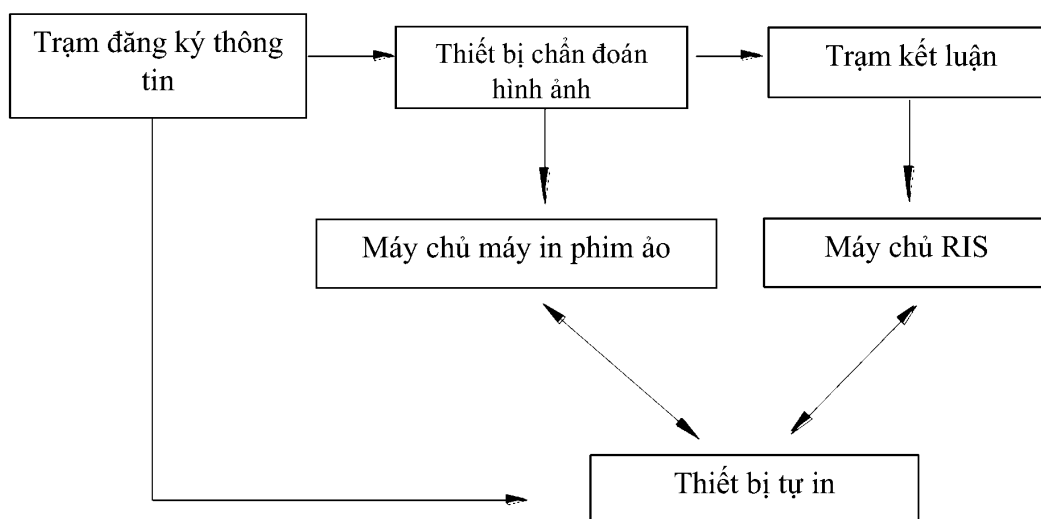 Trạm đăng ký thông
tin
Thiết bị chẩn đoán
hình ảnh
Trạm kết luận
Máy chủ máy in phim ảo
Máy chủ RIS
Thiết bị tự in